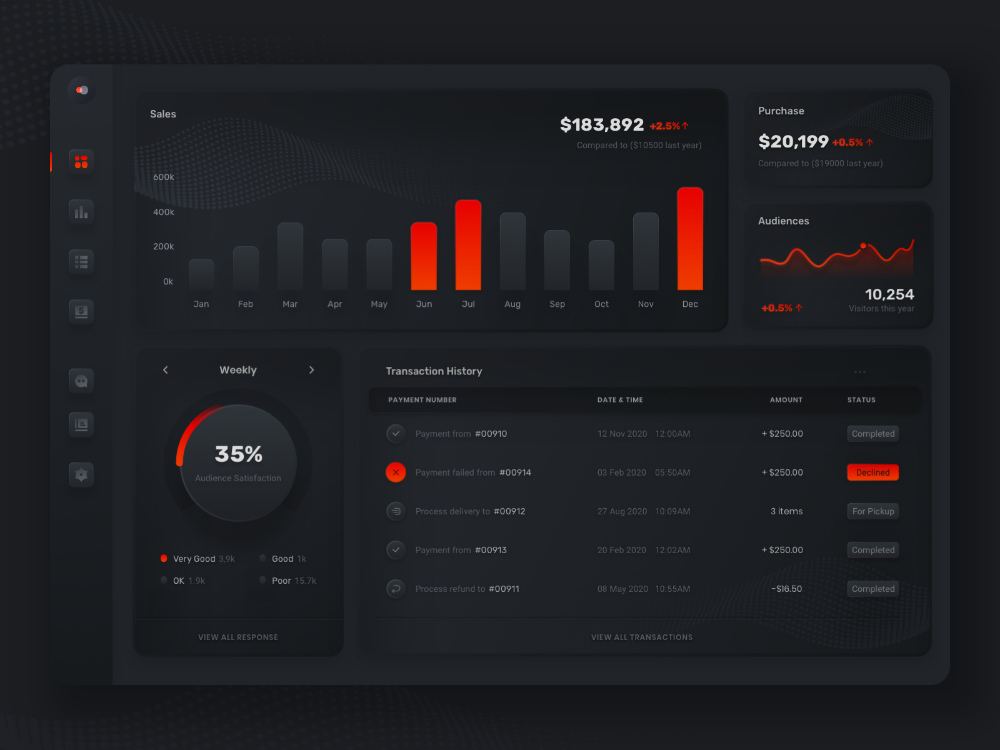 Sales
$183,892 +2.5%↑
Compared to ($10500 last year)
600k
400k
200k
0k
Jan Feb Mar Apr May Jun Jul Aug Sep Oct Nov Dec
Purchase
$20,199 +0.5% ↑
Compared to ($19000 last year)
Audiences
10,254
+0.5% ↑ Visitors this year
< Weekly >
35%
Audience Satisfaction
Very Good 3.9k Good 1k
OK 1.9k Poor 15.7k
VIEW ALL RESPONSE
Transaction History
PAYMENT NUMBER DATE & TIME AMOUNT STATUS
Payment from #00910 12 Nov 2020 12:00AM + $250.00 Completed
Payment failed from #00914 03 Feb 2020 05:50AM + $250.00 Declined
Process delivery to #00912 27 Aug 2020 10:09AM 3 items For Pickup
Payment from #00913 20 Feb 2020 12:02AM + $250.00 Completed
Process refund to #00911 08 May 2020 10:55AM -$16.50 Completed
VIEW ALL TRANSACTIONS